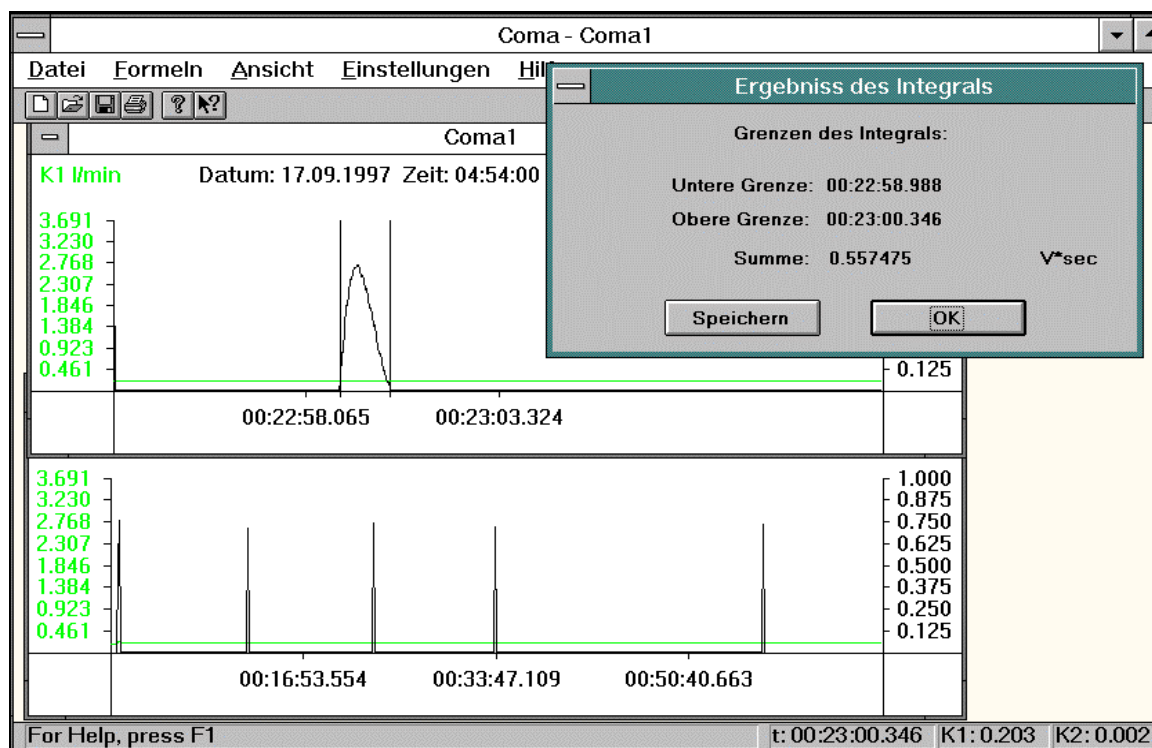 Coma - Coma1
Datei Formeln Ansicht Einstellungen
Coma1
K1 l/min Datum: 17.09.1997 Zeit: 04:54:00
3.691
3.230
2.768
2.307
1.846
1.384
0.923
0.461
0.125
00:22:58.065 00:23:03.324
Ergebniss des Integrals
Grenzen des Integrals:
Untere Grenze: 00:22:58.988
Obere Grenze: 00:23:00.346
Summe: 0.557475 V*sec
Speichern OK
3.691 1.000
3.230 0.875
2.768 0.750
2.307 0.625
1.846 0.500
1.384 0.375
0.923 0.250
0.461 0.125
00:16:53.554 00:33:47.109 00:50:40.663
For Help, press F1 t: 00:23:00.346 K1: 0.203 K2: 0.002